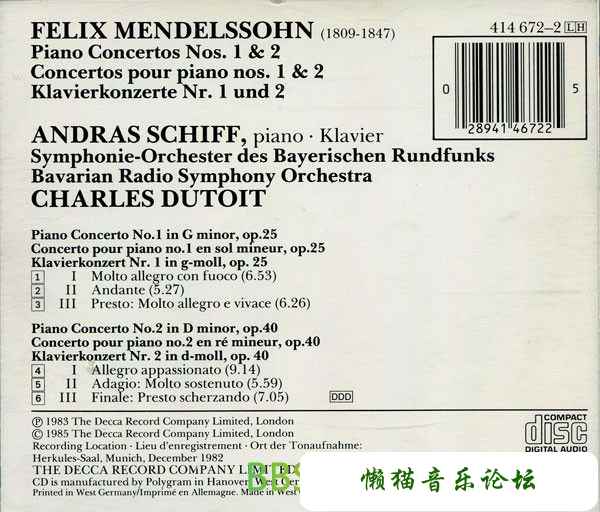 FELIX MENDELSSOHN (1809-1847)
Piano Concertos Nos. 1 & 2
Concertos pour piano nos. 1 & 2
Klavierkonzerte Nr. 1 und 2
414 672-2 LH
0 28941 46722 5
ANDRAS SCHIFF, piano · Klavier
Symphonie-Orchester des Bayerischen Rundfunks
Bavarian Radio Symphony Orchestra
CHARLES DUTOIT
Piano Concerto No.1 in G minor, op.25
Concerto pour piano no.1 en sol mineur, op.25
Klavierkonzert Nr. 1 in g-moll, op. 25
1 I Molto allegro con fuoco (6.53)
2 II Andante (5.27)
3 III Presto: Molto allegro e vivace (6.26)
Piano Concerto No.2 in D minor, op.40
Concerto pour piano no.2 en ré mineur, op.40
Klavierkonzert Nr. 2 in d-moll, op. 40
4 I Allegro appassionato (9.14)
5 II Adagio: Molto sostenuto (5.59)
6 III Finale: Presto scherzando (7.05) DDD
Ⓟ 1983 The Decca Record Company Limited, London
© 1985 The Decca Record Company Limited, London
Recording Location · Lieu d'enregistrement · Ort der Tonaufnahme:
Herkules-Saal, Munich, December 1982
THE DECCA RECORD COMPANY LIMITED
CD is manufactured by Polygram in Hanover, West
Printed in West Germany/Imprimé en Allemagne. Made in West
COMPACT
disc
DIGITAL AUDIO
BBS
懒猫音乐论坛